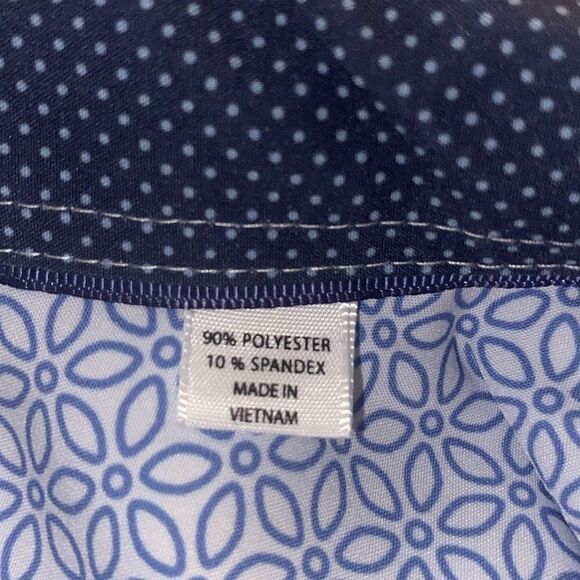 90% POLYESTER
10 % SPANDEX
MADE IN
VIETNAM